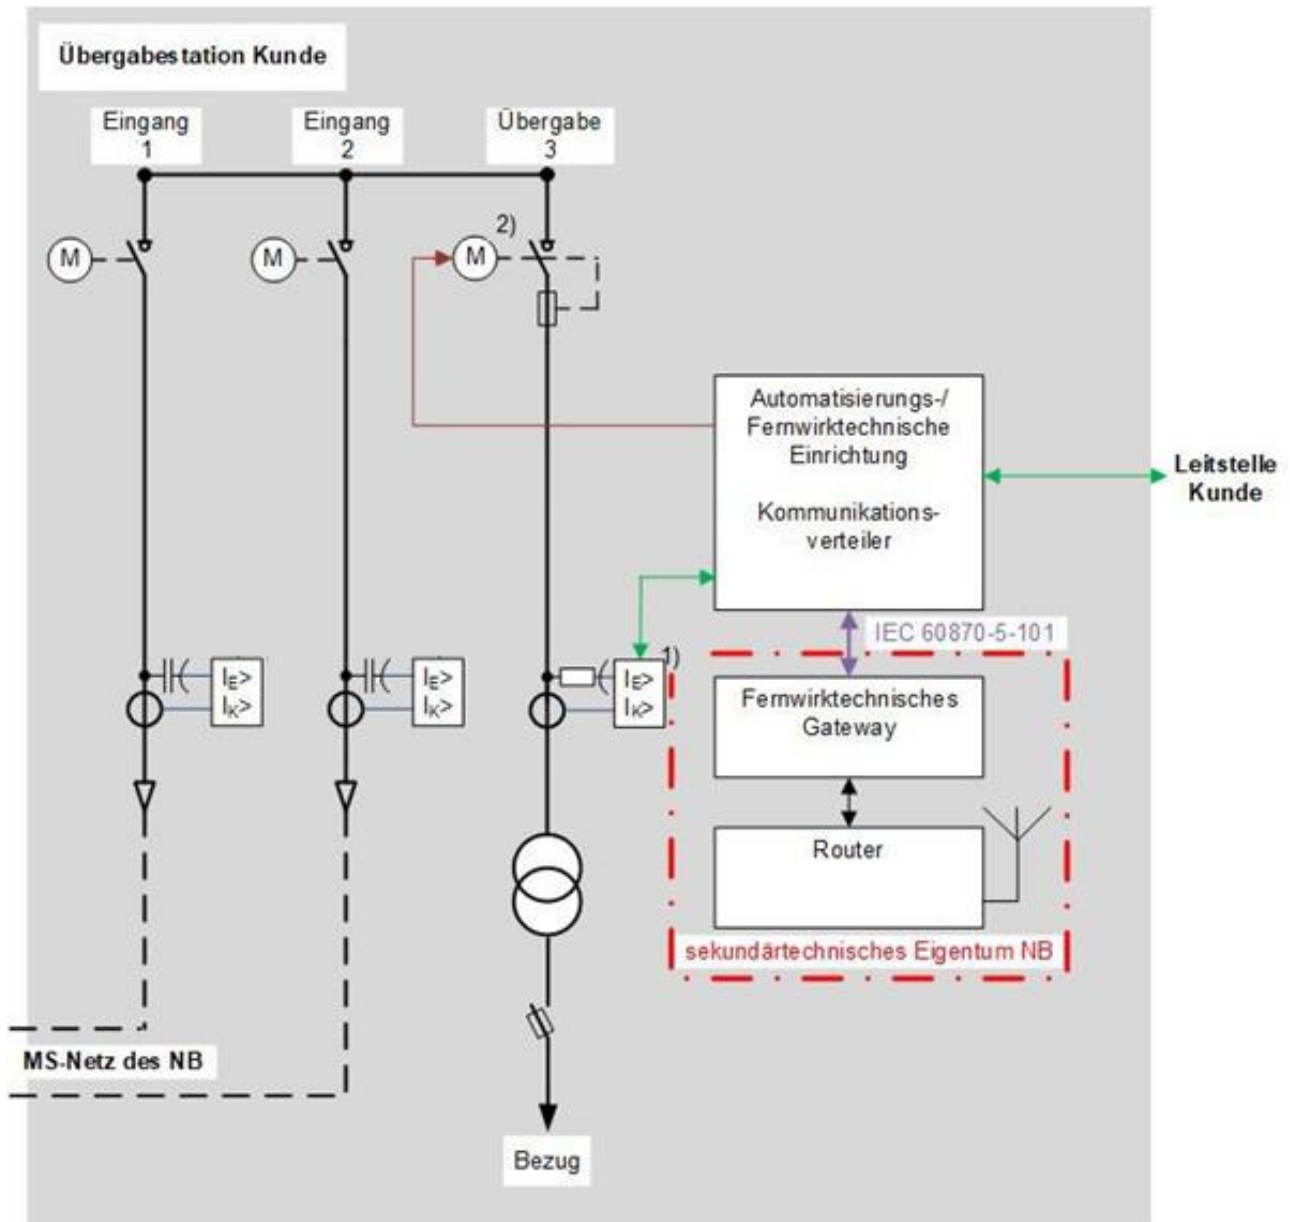 Übergabestation Kunde
Eingang
1
Eingang
2
Übergabe
3
M
M
2)
M
Automatisierungs-/
Fernwirktechnische
Einrichtung
Kommunikations-
verteiler
Leitstelle
Kunde
IEC 60870-5-101
IE>
IK>
IE>
IK>
1)
IE>
IK>
Fernwirktechnisches
Gateway
Router
sekundärtechnisches Eigentum NB
MS-Netz des NB
Bezug